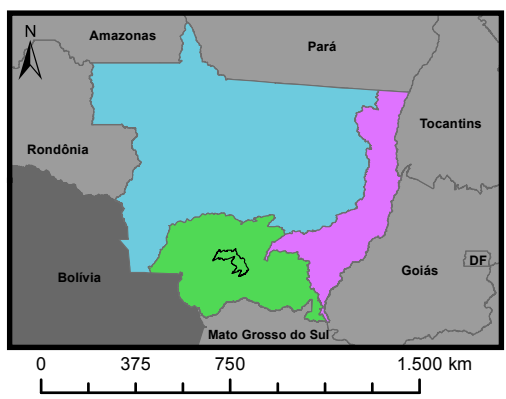 Amazonas
N
Pará
Tocantins
Rondônia
DF
Goiás
Bolívia
Mato Grosso do Sul
0 375 750 1.500 km